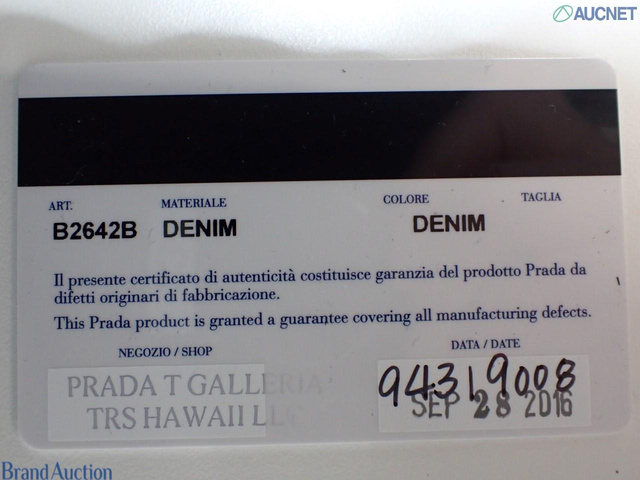 AUCNET
ART. MATERIALE COLORE TAGLIA
B2642B DENIM DENIM
Il presente certificato di autenticità costituisce garanzia del prodotto Prada da
difetti originari di fabbricazione.
This Prada product is granted a guarantee covering all manufacturing defects.
NEGOZIO / SHOP DATA / DATE
PRADA T GALLERIA
TRS HAWAII LLC
94319008
SEP 28 2016
Brand Auction